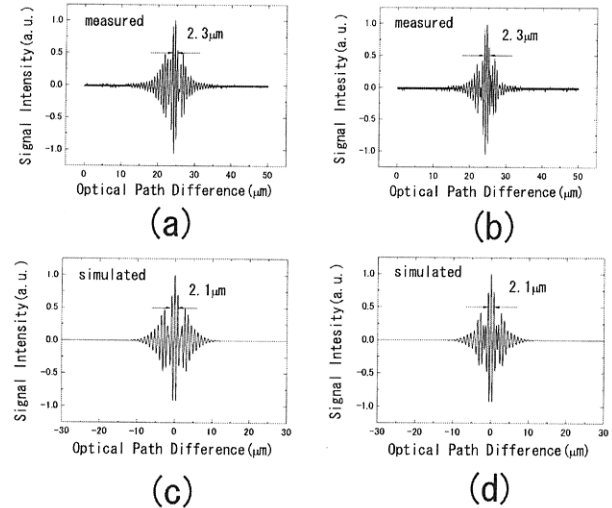 measured
2.3μm
1.0
0.5
0.0
-0.5
-1.0
Signal Intensity(a.u.)
0 10 20 30 40 50
Optical Path Difference(μm)
(a)
measured
2.3μm
1.0
0.5
0.0
-0.5
-1.0
Signal Intensity(a.u.)
0 10 20 30 40 50
Optical Path Difference(μm)
(b)
simulated
2.1μm
1.0
0.5
0.0
-0.5
-1.0
Signal Intensity(a.u.)
-30 -20 -10 0 10 20 30
Optical Path Difference(μm)
(c)
simulated
2.1μm
1.0
0.5
0.0
-0.5
-1.0
Signal Intesity(a.u.)
-30 -20 -10 0 10 20 30
Optical Path Difference(μm)
(d)